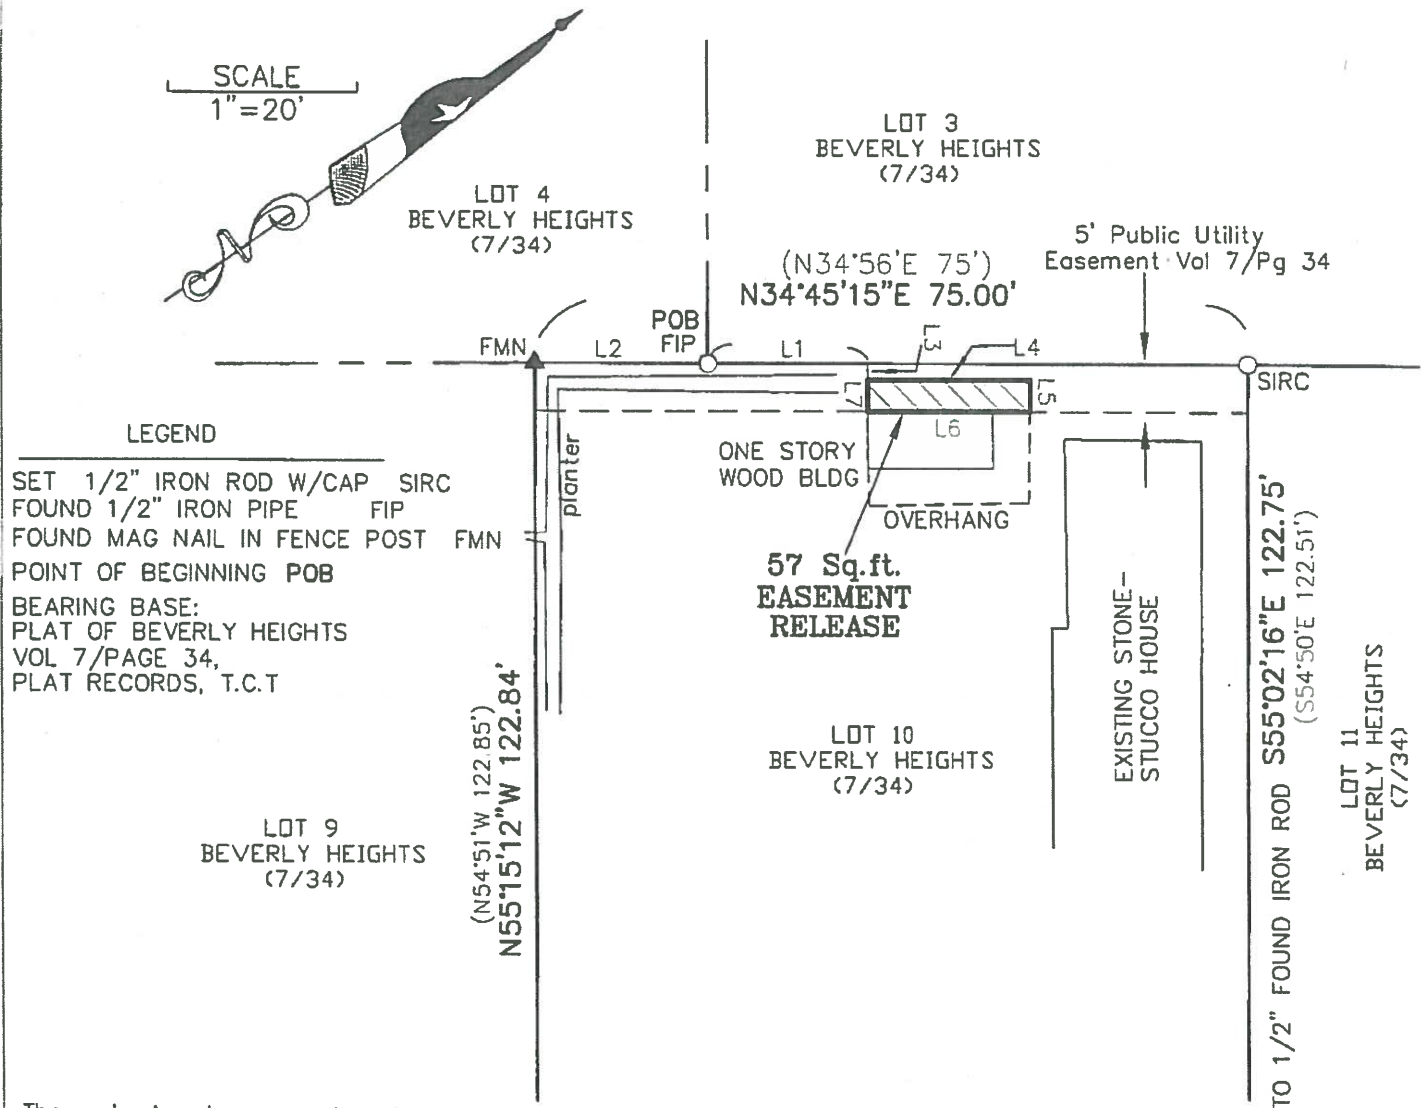 SCALE
1"=20'
LOT 3
BEVERLY HEIGHTS
(7/34)
LOT 4
BEVERLY HEIGHTS
(7/34)
5' Public Utility
Easement Vol 7/Pg 34
(N34°56'E 75')
N34°45'15"E 75.00'
POB
FIP
FMN
L2
L1
L3
L4
SIRC
L7
L5
L6
LEGEND
SET 1/2" IRON ROD W/CAP SIRC
FOUND 1/2" IRON PIPE FIP
FOUND MAG NAIL IN FENCE POST FMN
POINT OF BEGINNING POB
BEARING BASE:
PLAT OF BEVERLY HEIGHTS
VOL 7/PAGE 34,
PLAT RECORDS, T.C.T
planter
ONE STORY
WOOD BLDG
OVERHANG
57 Sq.ft.
EASEMENT
RELEASE
EXISTING STONE-
STUCCO HOUSE
(N54°51'W 122.85')
N55°15'12"W 122.84'
LOT 10
BEVERLY HEIGHTS
(7/34)
LOT 9
BEVERLY HEIGHTS
(7/34)
TO 1/2" FOUND IRON ROD S55°02'16"E 122.75'
(S54°50'E 122.51')
LOT 11
BEVERLY HEIGHTS
(7/34)